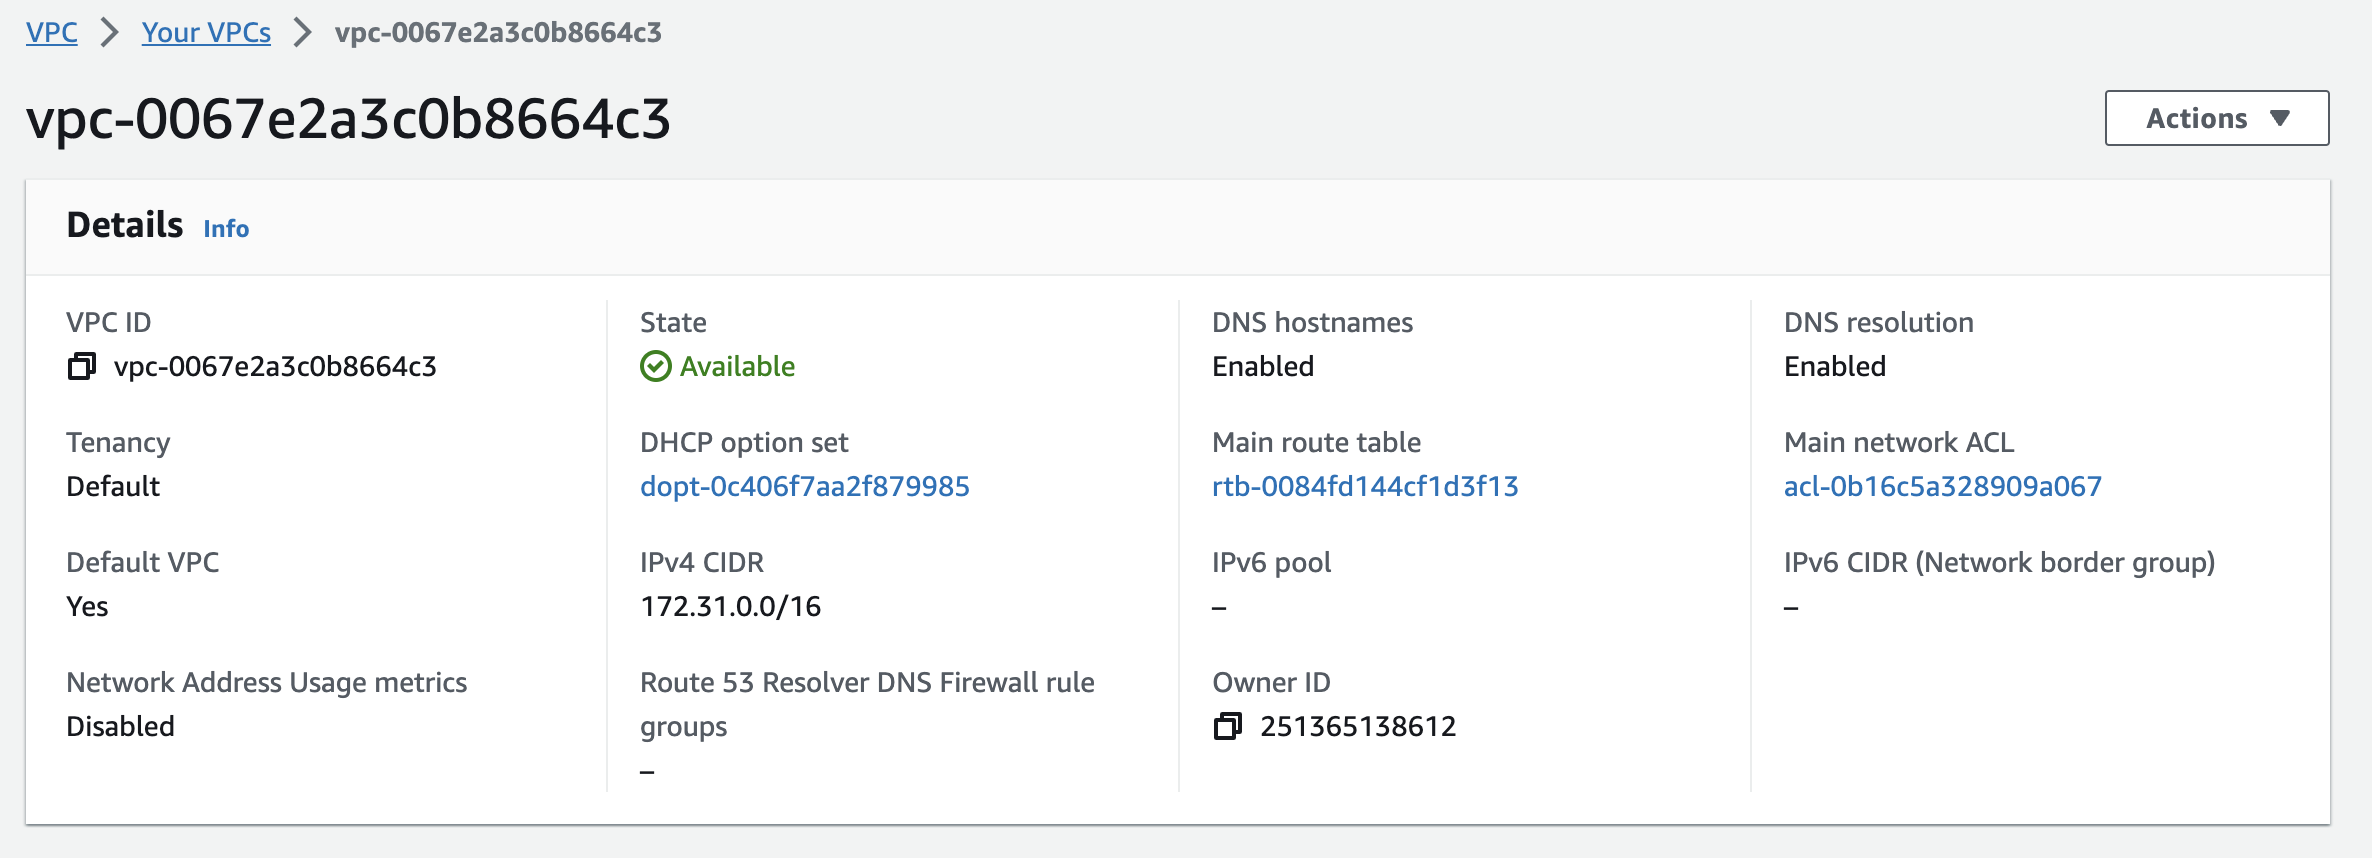 VPC > Your VPCs > vpc-0067e2a3c0b8664c3
vpc-0067e2a3c0b8664c3
Actions
Details Info
VPC ID
vpc-0067e2a3c0b8664c3
State
Available
DNS hostnames
Enabled
DNS resolution
Enabled
Tenancy
Default
DHCP option set
dopt-0c406f7aa2f879985
Main route table
rtb-0084fd144cf1d3f13
Main network ACL
acl-0b16c5a328909a067
Default VPC
Yes
IPv4 CIDR
172.31.0.0/16
IPv6 pool
–
IPv6 CIDR (Network border group)
–
Network Address Usage metrics
Disabled
Route 53 Resolver DNS Firewall rule
groups
–
Owner ID
251365138612